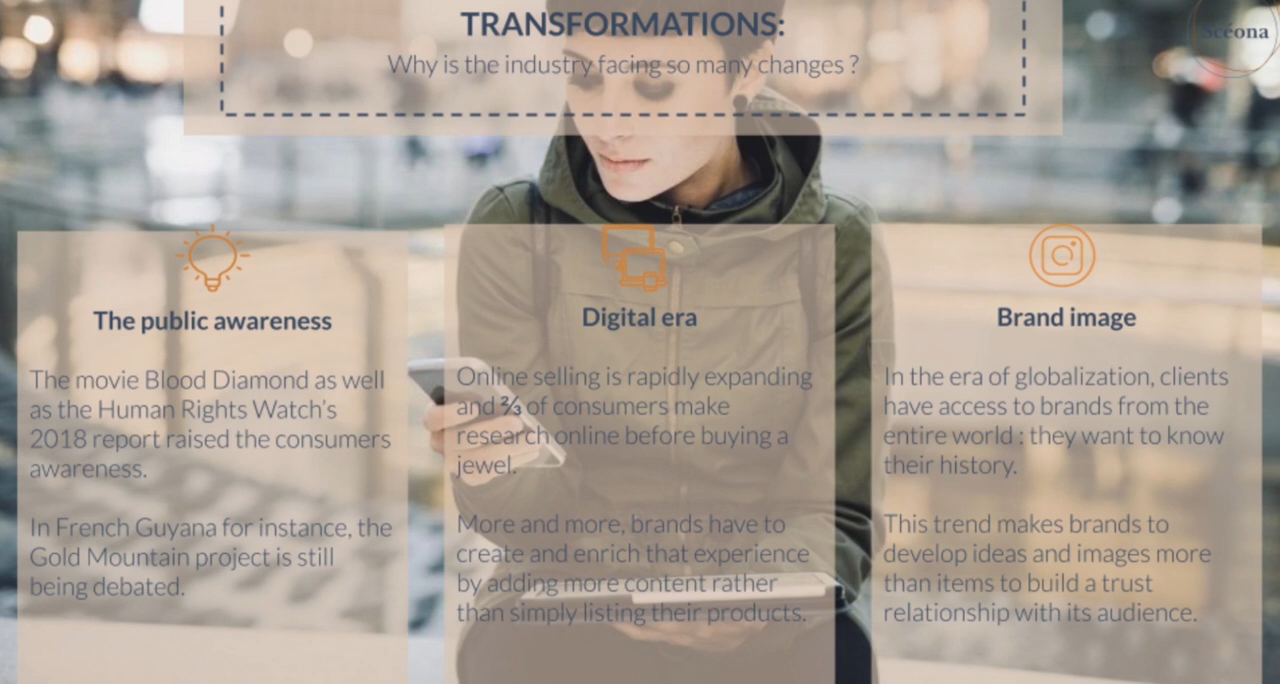 TRANSFORMATIONS:
Why is the industry facing so many changes ?
Scéona
The public awareness
The movie Blood Diamond as well
as the Human Rights Watch's
2018 report raised the consumers
awareness.
In French Guyana for instance, the
Gold Mountain project is still
being debated.
Digital era
Online selling is rapidly expanding
and ⅔ of consumers make
research online before buying a
jewel.
More and more, brands have to
create and enrich that experience
by adding more content rather
than simply listing their products.
Brand image
In the era of globalization, clients
have access to brands from the
entire world : they want to know
their history.
This trend makes brands to
develop ideas and images more
than items to build a trust
relationship with its audience.